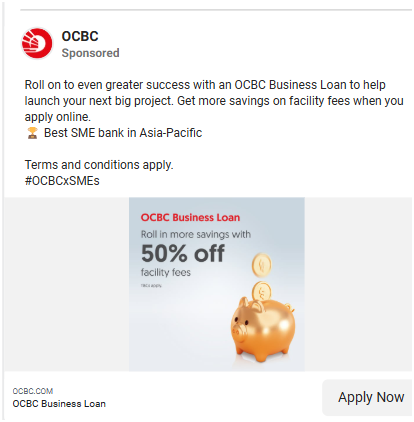 OCBC
Sponsored
Roll on to even greater success with an OCBC Business Loan to help
launch your next big project. Get more savings on facility fees when you
apply online.
🏆 Best SME bank in Asia-Pacific
Terms and conditions apply.
#OCBCxSMEs
OCBC Business Loan
Roll in more savings with
50% off
facility fees
OCBC.COM
OCBC Business Loan
Apply Now